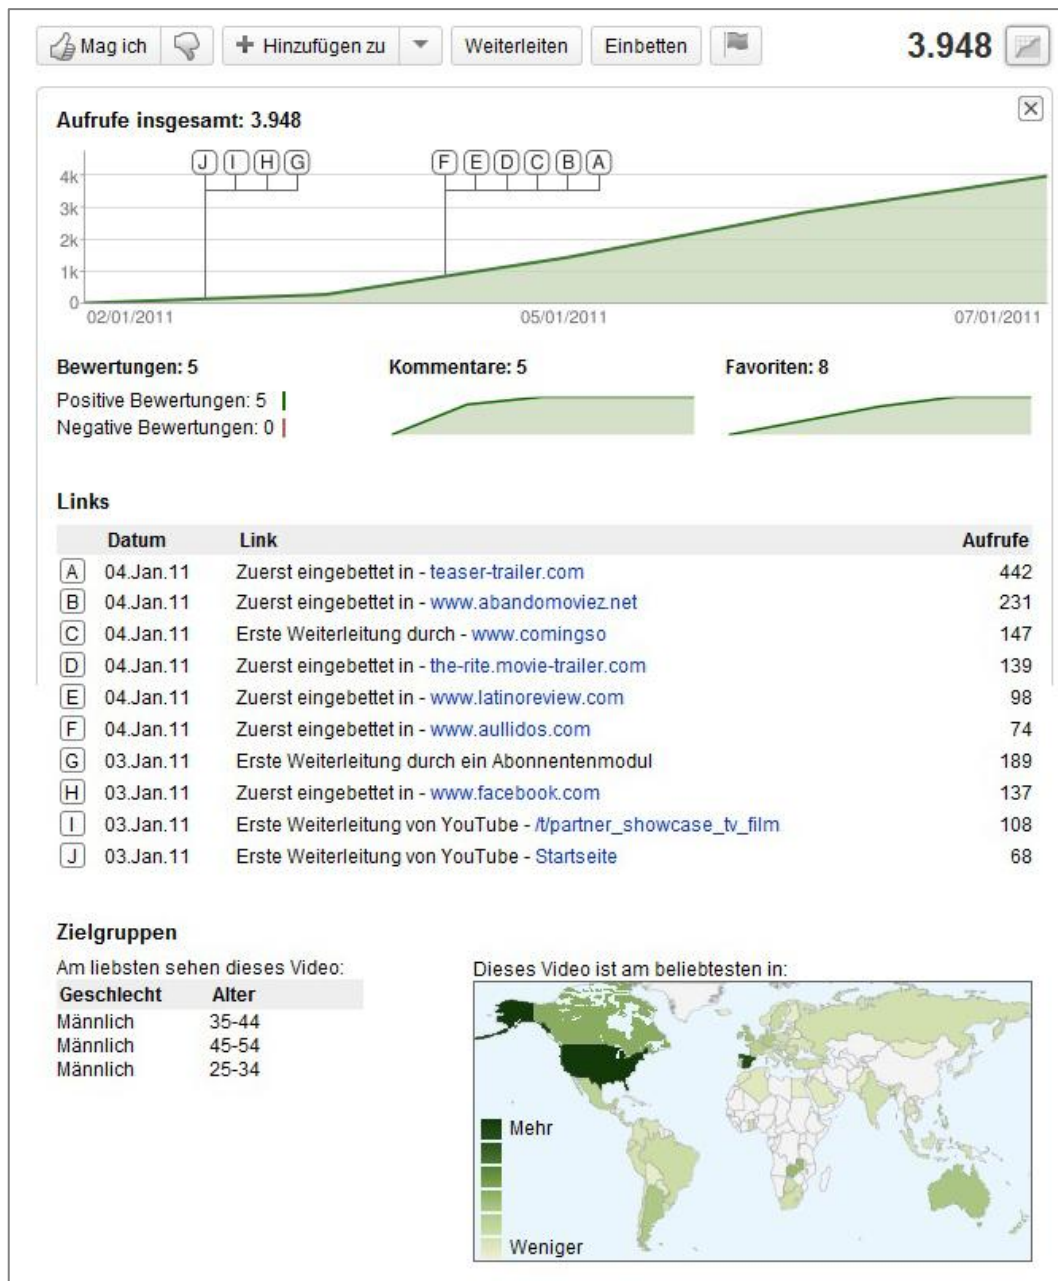 Mag ich Hinzufügen zu Weiterleiten Einbetten 3.948
Aufrufe insgesamt: 3.948
J I H G F E D C B A
4k
3k
2k
1k
0
02/01/2011 05/01/2011 07/01/2011
Bewertungen: 5 Kommentare: 5 Favoriten: 8
Positive Bewertungen: 5
Negative Bewertungen: 0
Links
Datum Link Aufrufe
A 04.Jan.11 Zuerst eingebettet in - teaser-trailer.com 442
B 04.Jan.11 Zuerst eingebettet in - www.abandomoviez.net 231
C 04.Jan.11 Erste Weiterleitung durch - www.comingso 147
D 04.Jan.11 Zuerst eingebettet in - the-rite.movie-trailer.com 139
E 04.Jan.11 Zuerst eingebettet in - www.latinoreview.com 98
F 04.Jan.11 Zuerst eingebettet in - www.aullidos.com 74
G 03.Jan.11 Erste Weiterleitung durch ein Abonnentenmodul 189
H 03.Jan.11 Zuerst eingebettet in - www.facebook.com 137
I 03.Jan.11 Erste Weiterleitung von YouTube - /t/partner_showcase_tv_film 108
J 03.Jan.11 Erste Weiterleitung von YouTube - Startseite 68
Zielgruppen
Am liebsten sehen dieses Video: Dieses Video ist am beliebtesten in:
Geschlecht Alter
Männlich 35-44
Männlich 45-54
Männlich 25-34
Mehr
Weniger